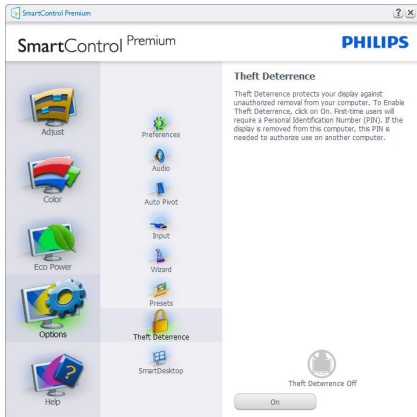 SmartControl Premium
? x
SmartControl Premium
PHILIPS
Adjust
Color
Eco Power
Options
Help
Preferences
Audio
Auto Pivot
Input
Wizard
Presets
Theft Deterrence
SmartDesktop
Theft Deterrence
Theft Deterrence protects your display against
unauthorized removal from your computer. To Enable
Theft Deterrence, click on On. First-time users will
require a Personal Identification Number (PIN). If the
display is removed from this computer, this PIN is
needed to authorize use on another computer.
Theft Deterrence Off
On